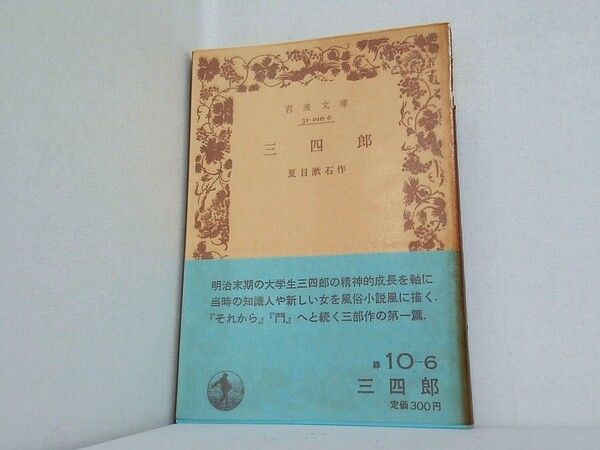 岩波文庫
31-010-6
三四郎
夏目漱石作
明治末期の大学生三四郎の精神的成長を軸に
当時の知識人や新しい女を風俗小説風に描く.
『それから』『門』へと続く三部作の第一篇.
緑 10-6
三四郎
定価300円